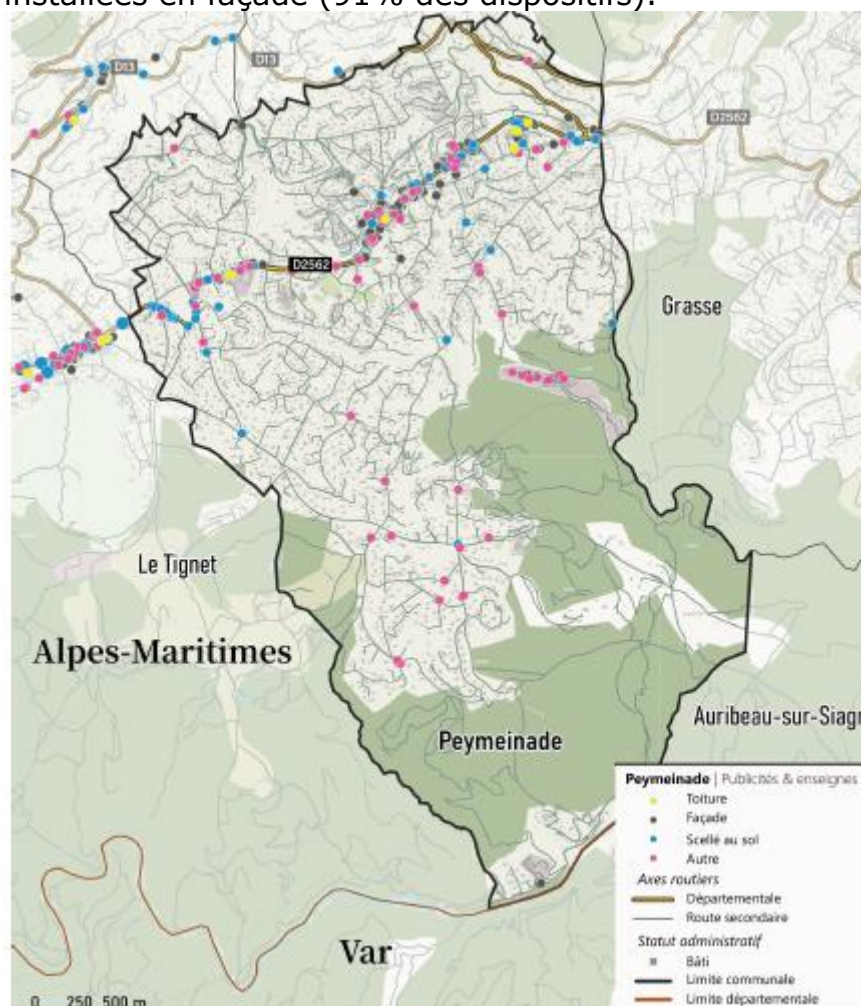 installées en façade (91% des dispositifs).
D13
D13
D2562
D2562
Grasse
Le Tignet
Alpes-Maritimes
Auribeau-sur-Siagn
Peymeinade
Peymeinade | Publicités & enseignes
Toiture
Façade
Scellé au sol
Autre
Axes routiers
Départementale
Route secondaire
Statut administratif
Bâti
Limite communale
Limite départementale
Var
0 250 500 m